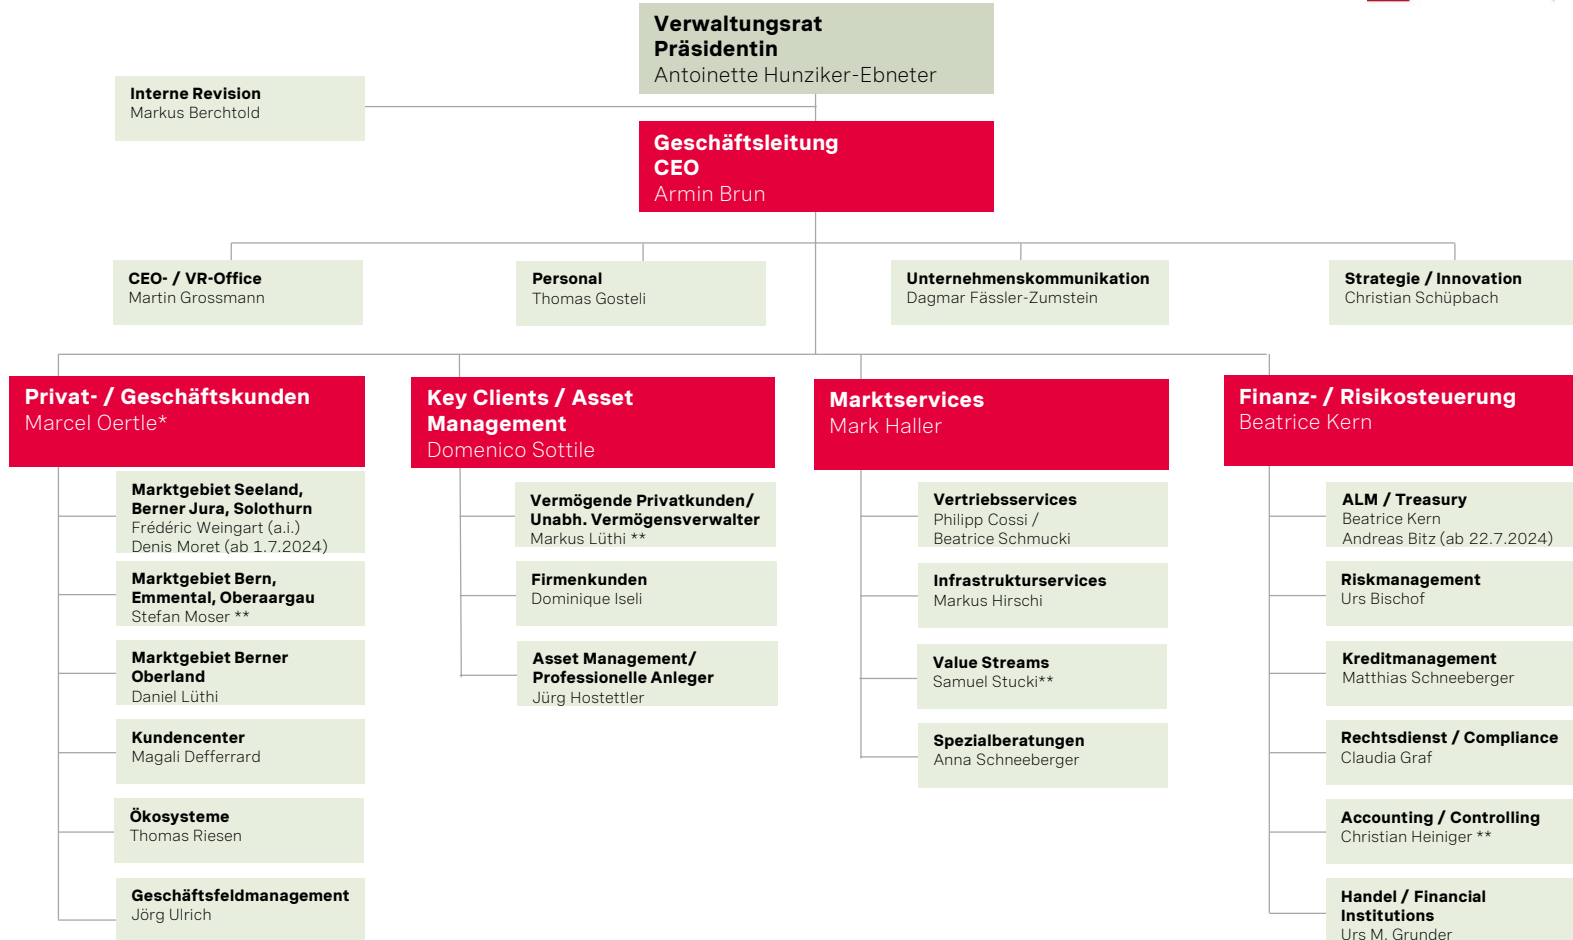 Verwaltungsrat
Präsidentin
Antoinette Hunziker-Ebneter
Interne Revision
Markus Berchtold
Geschäftsleitung
CEO
Armin Brun
CEO- / VR-Office
Martin Grossmann
Personal
Thomas Gosteli
Unternehmenskommunikation
Dagmar Fässler-Zumstein
Strategie / Innovation
Christian Schüpbach
Privat- / Geschäftskunden
Marcel Oertle*
Marktgebiet Seeland,
Berner Jura, Solothurn
Frédéric Weingart (a.i.)
Denis Moret (ab 1.7.2024)
Marktgebiet Bern,
Emmental, Oberaargau
Stefan Moser **
Marktgebiet Berner
Oberland
Daniel Lüthi
Kundencenter
Magali Defferrard
Ökosysteme
Thomas Riesen
Geschäftsfeldmanagement
Jörg Ulrich
Key Clients / Asset
Management
Domenico Sottile
Vermögende Privatkunden/
Unabh. Vermögensverwalter
Markus Lüthi **
Firmenkunden
Dominique Iseli
Asset Management/
Professionelle Anleger
Jürg Hostettler
Marktservices
Mark Haller
Vertriebsservices
Philipp Cossi /
Beatrice Schmucki
Infrastrukturservices
Markus Hirschi
Value Streams
Samuel Stucki**
Spezialberatungen
Anna Schneeberger
Finanz- / Risikosteuerung
Beatrice Kern
ALM / Treasury
Beatrice Kern
Andreas Bitz (ab 22.7.2024)
Riskmanagement
Urs Bischof
Kreditmanagement
Matthias Schneeberger
Rechtsdienst / Compliance
Claudia Graf
Accounting / Controlling
Christian Heiniger **
Handel / Financial
Institutions
Urs M. Grunder